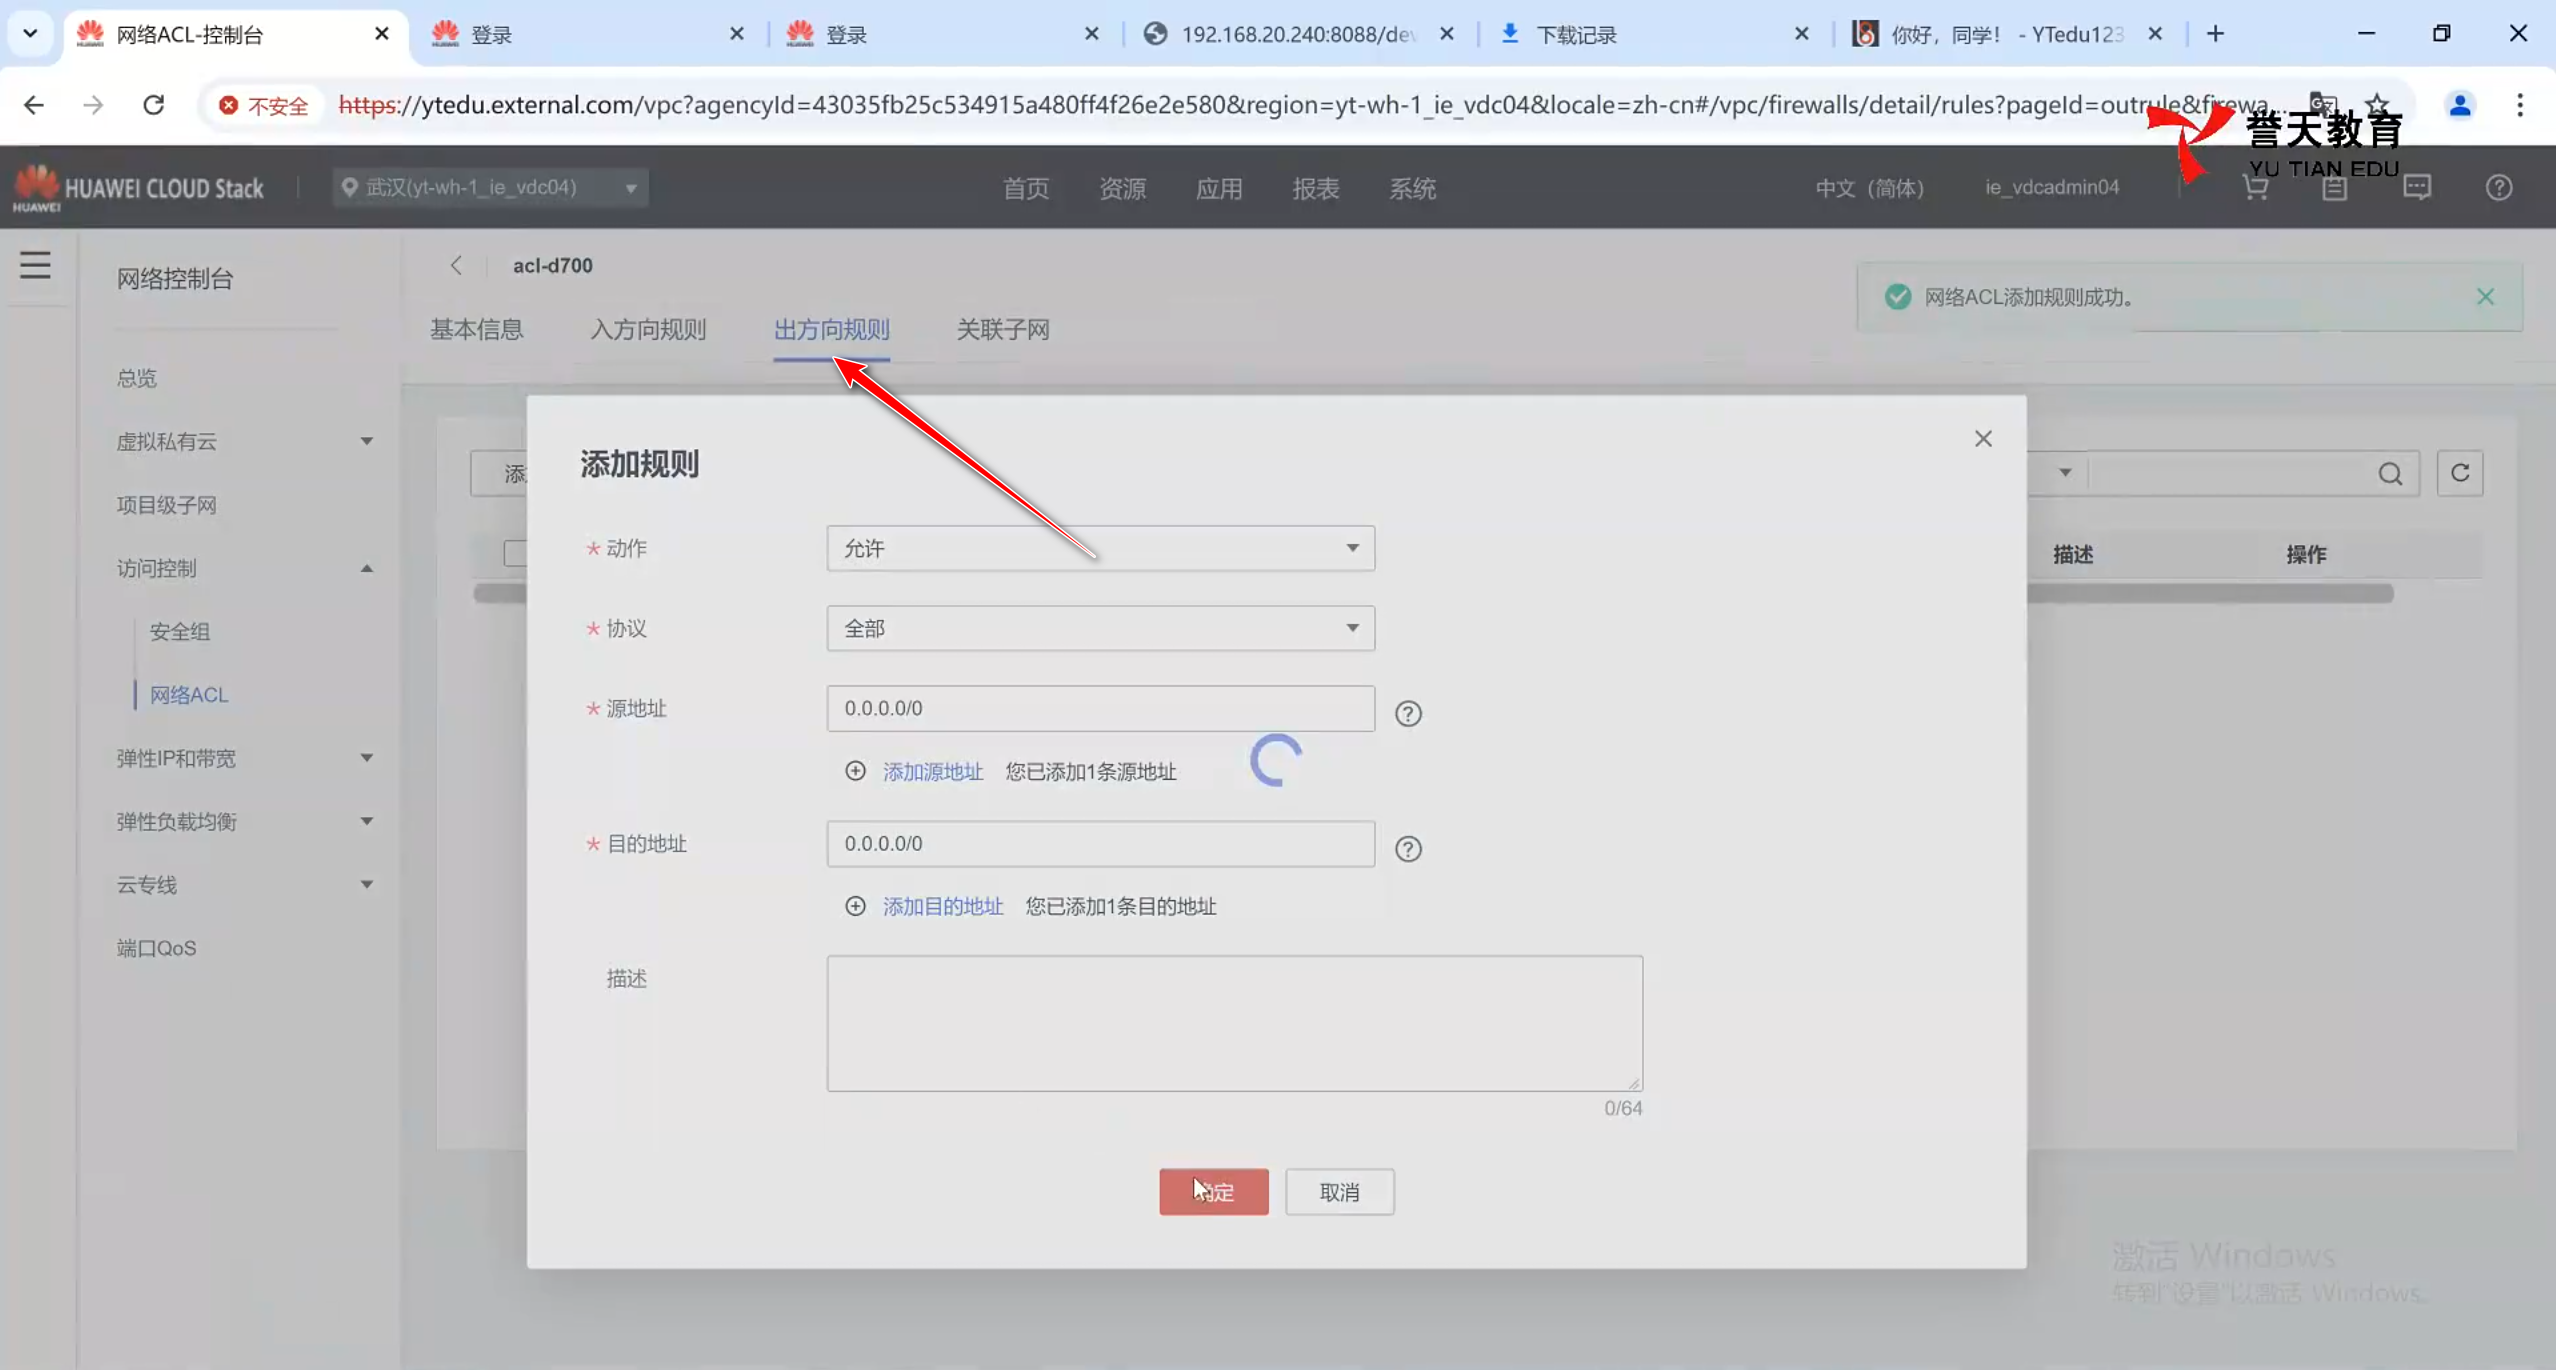 网络ACL-控制台
登录
登录
192.168.20.240:8088/dev
下载记录
你好，同学！ - YTedu123
不安全
https://ytedu.external.com/vpc?agencyId=43035fb25c534915a480ff4f26e2e580&region=yt-wh-1_ie_vdc04&locale=zh-cn#/vpc/firewalls/detail/rules?pageId=outrule&firewa...
誉天教育
YU TIAN EDU
HUAWEI
HUAWEI CLOUD Stack
武汉(yt-wh-1_ie_vdc04)
首页
资源
应用
报表
系统
中文（简体）
ie_vdcadmin04
网络控制台
总览
虚拟私有云
项目级子网
访问控制
安全组
网络ACL
弹性IP和带宽
弹性负载均衡
云专线
端口QoS
acl-d700
网络ACL添加规则成功。
基本信息
入方向规则
出方向规则
关联子网
添
描述
操作
添加规则
* 动作
允许
* 协议
全部
* 源地址
0.0.0.0/0
添加源地址 您已添加1条源地址
* 目的地址
0.0.0.0/0
添加目的地址 您已添加1条目的地址
描述
0/64
确定
取消
激活 Windows
转到"设置"以激活 Windows。